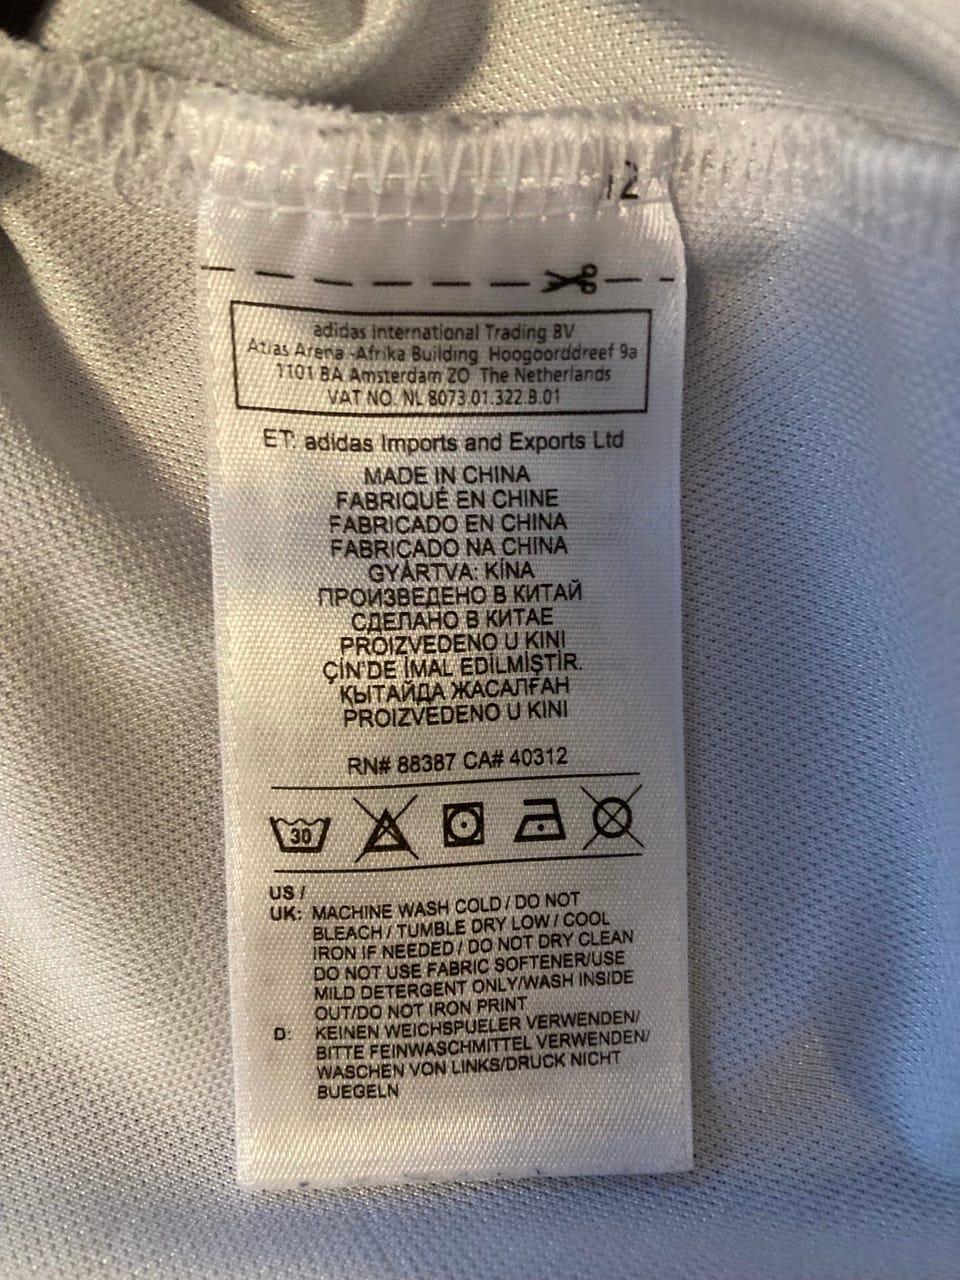 12
adidas International Trading BV
Atlas Arena -Afrika Building Hoogoorddreef 9a
1101 BA Amsterdam ZO The Netherlands
VAT NO. NL 8073.01.322.B.01
ET: adidas Imports and Exports Ltd
MADE IN CHINA
FABRIQUÉ EN CHINE
FABRICADO EN CHINA
FABRICADO NA CHINA
GYÁRTVA: KÍNA
ПРОИЗВЕДЕНО В КИТАЙ
СДЕЛАНО В КИТАЕ
PROIZVEDENO U KINI
ÇİN'DE İMAL EDİLMİŞTİR.
ҚЫТАЙДА ЖАСАЛҒАН
PROIZVEDENO U KINI
RN# 88387 CA# 40312
30
US /
UK: MACHINE WASH COLD / DO NOT
BLEACH / TUMBLE DRY LOW / COOL
IRON IF NEEDED / DO NOT DRY CLEAN
DO NOT USE FABRIC SOFTENER/USE
MILD DETERGENT ONLY/WASH INSIDE
OUT/DO NOT IRON PRINT
D: KEINEN WEICHSPUELER VERWENDEN/
BITTE FEINWASCHMITTEL VERWENDEN/
WASCHEN VON LINKS/DRUCK NICHT
BUEGELN